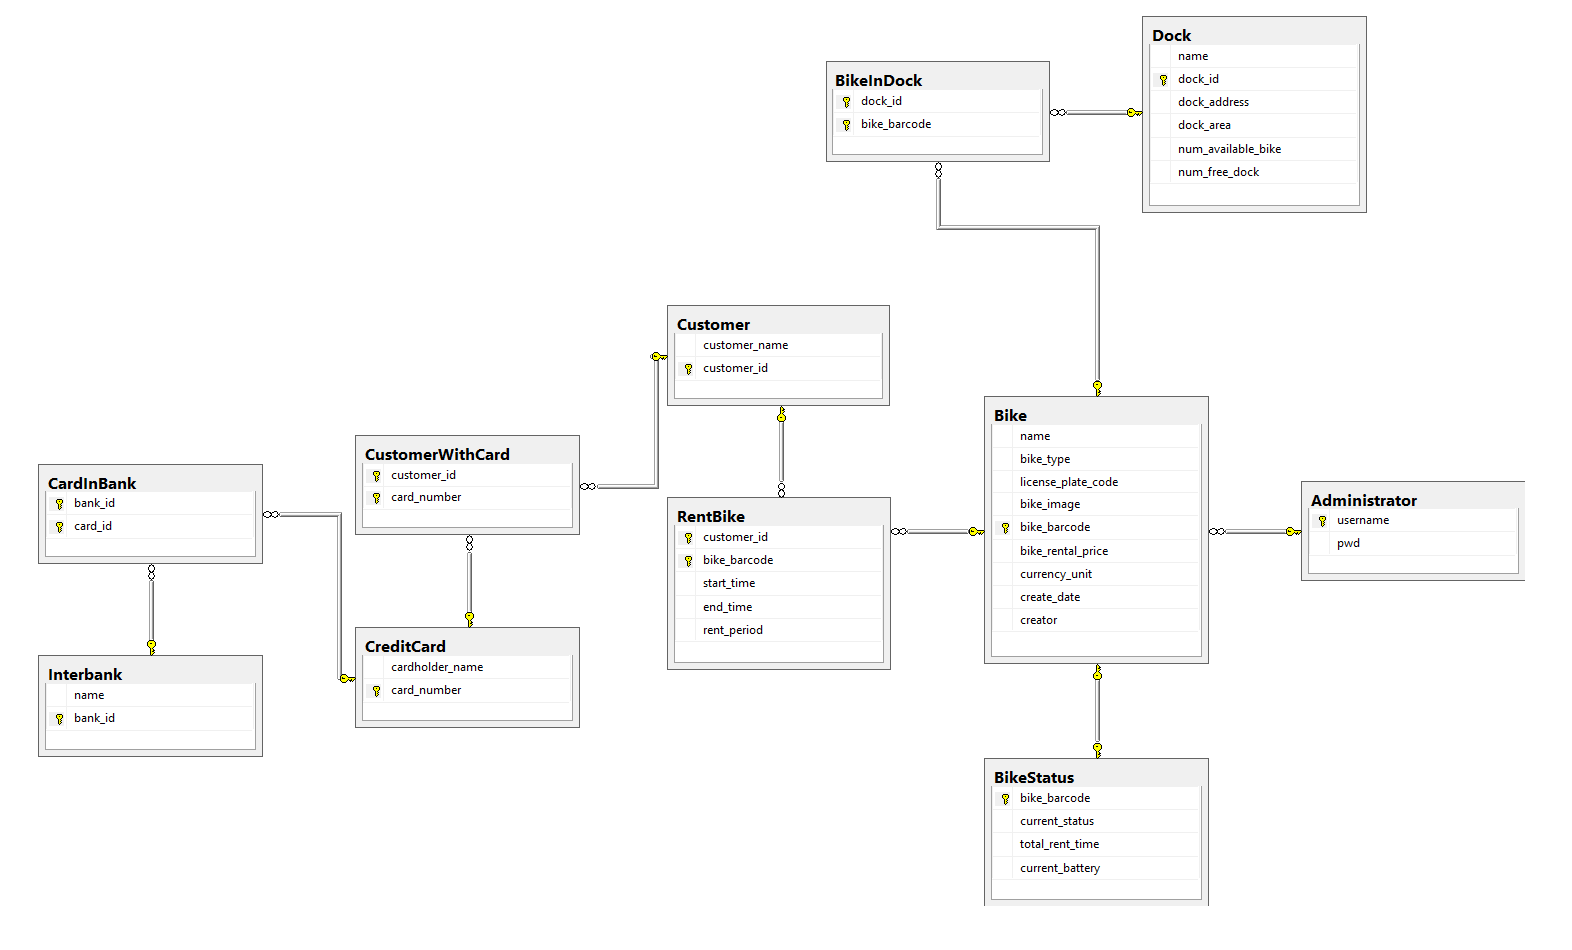 Dock
name
dock_id
dock_address
dock_area
num_available_bike
num_free_dock
BikeInDock
dock_id
bike_barcode
Customer
customer_name
customer_id
Bike
name
bike_type
license_plate_code
bike_image
bike_barcode
bike_rental_price
currency_unit
create_date
creator
CustomerWithCard
customer_id
card_number
CardInBank
bank_id
card_id
Administrator
username
pwd
RentBike
customer_id
bike_barcode
start_time
end_time
rent_period
CreditCard
cardholder_name
card_number
Interbank
name
bank_id
BikeStatus
bike_barcode
current_status
total_rent_time
current_battery